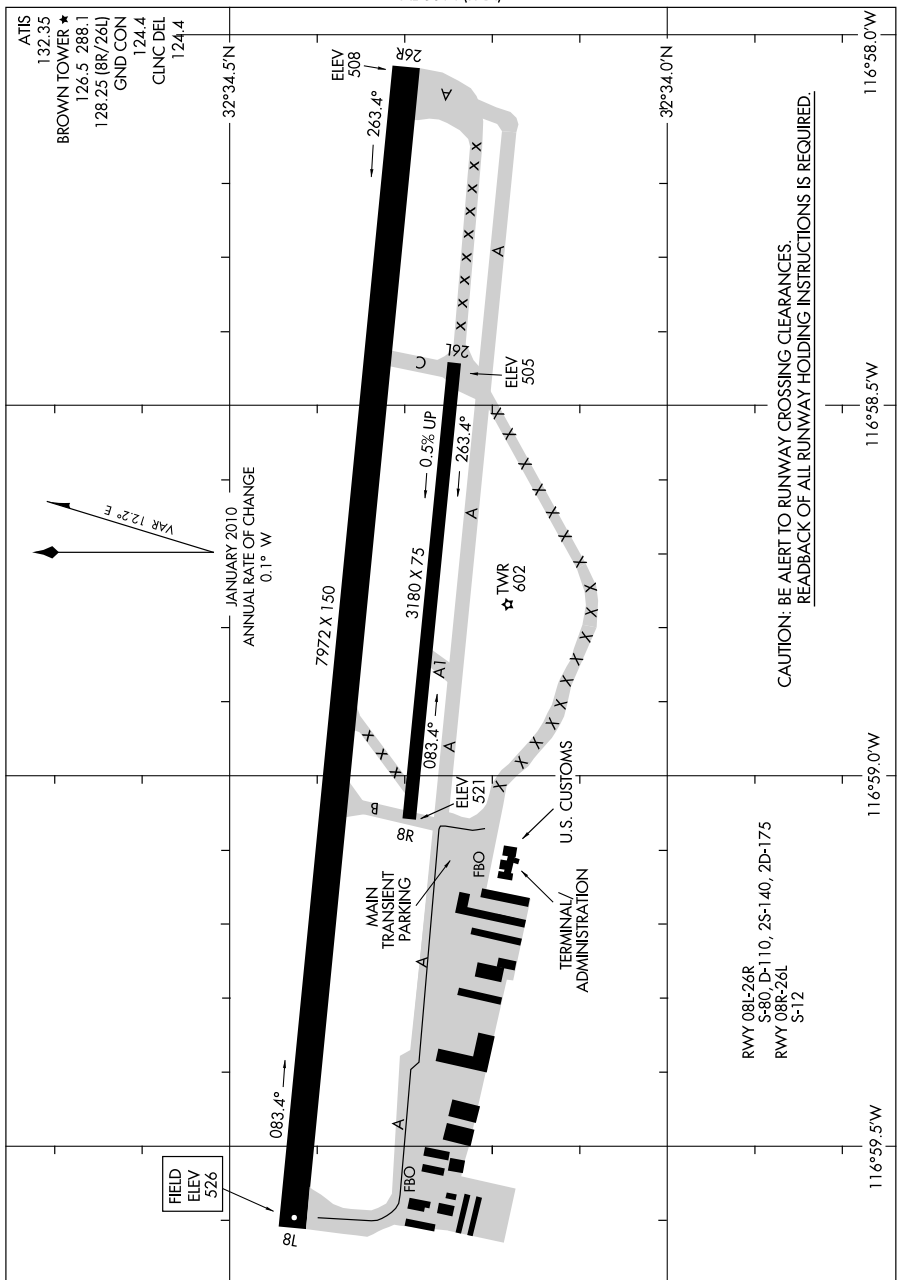 ATIS
132.35
BROWN TOWER ★
126.5 288.1
128.25 (8R/26L)
GND CON
124.4
CLNC DEL
124.4
32°34.5'N
32°34.0'N
116°58.0'W
ELEV
508
26R
263.4°
A
A
C
26L
ELEV
505
116°58.5'W
0.5% UP
263.4°
A
VAR 12.2° E
JANUARY 2010
ANNUAL RATE OF CHANGE
0.1° W
7972 X 150
3180 X 75
TWR
602
A1
083.4°
A
116°59.0'W
B
8R
ELEV
521
MAIN
TRANSIENT
PARKING
FBO
U.S. CUSTOMS
TERMINAL/
ADMINISTRATION
A
083.4°
A
116°59.5'W
FIELD
ELEV
526
FBO
8L
CAUTION: BE ALERT TO RUNWAY CROSSING CLEARANCES.
READBACK OF ALL RUNWAY HOLDING INSTRUCTIONS IS REQUIRED.
RWY 08L-26R
S-80, D-110, 2S-140, 2D-175
RWY 08R-26L
S-12